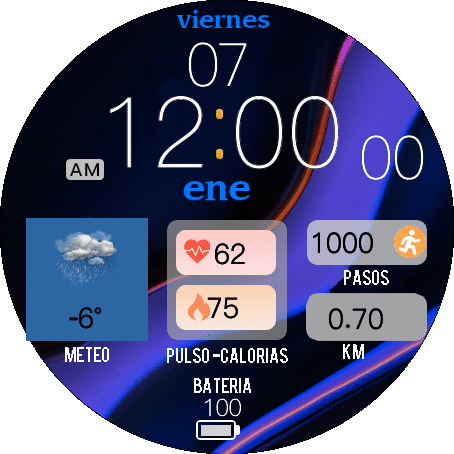 viernes
07
12:00
00
AM
ene
62
1000
PASOS
-6°
75
0.70
METEO
PULSO-CALORIAS
KM
BATERIA
100